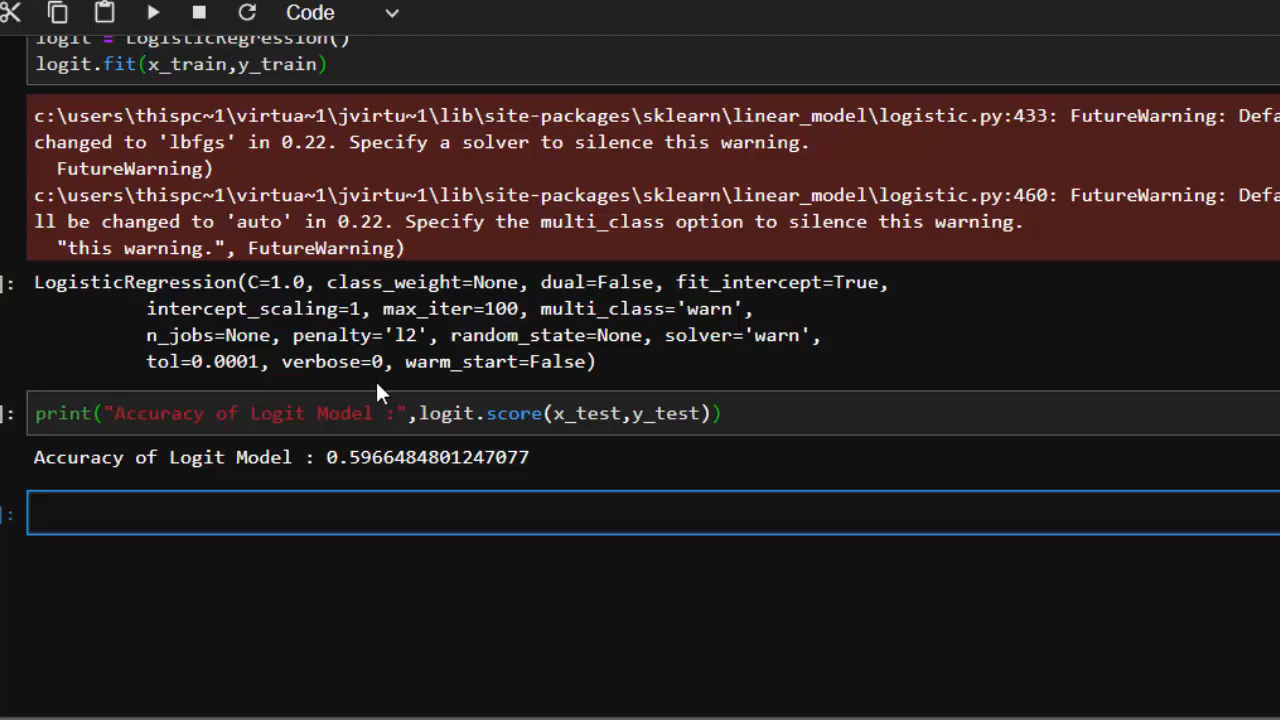 Code
logit = LogisticRegression()
logit.fit(x_train,y_train)
c:\users\thispc~1\virtua~1\jvirtu~1\lib\site-packages\sklearn\linear_model\logistic.py:433: FutureWarning: Defa
changed to 'lbfgs' in 0.22. Specify a solver to silence this warning.
FutureWarning)
c:\users\thispc~1\virtua~1\jvirtu~1\lib\site-packages\sklearn\linear_model\logistic.py:460: FutureWarning: Defa
ll be changed to 'auto' in 0.22. Specify the multi_class option to silence this warning.
"this warning.", FutureWarning)
]: LogisticRegression(C=1.0, class_weight=None, dual=False, fit_intercept=True,
intercept_scaling=1, max_iter=100, multi_class='warn',
n_jobs=None, penalty='l2', random_state=None, solver='warn',
tol=0.0001, verbose=0, warm_start=False)
]: print("Accuracy of Logit Model :",logit.score(x_test,y_test))
Accuracy of Logit Model : 0.5966484801247077
]: